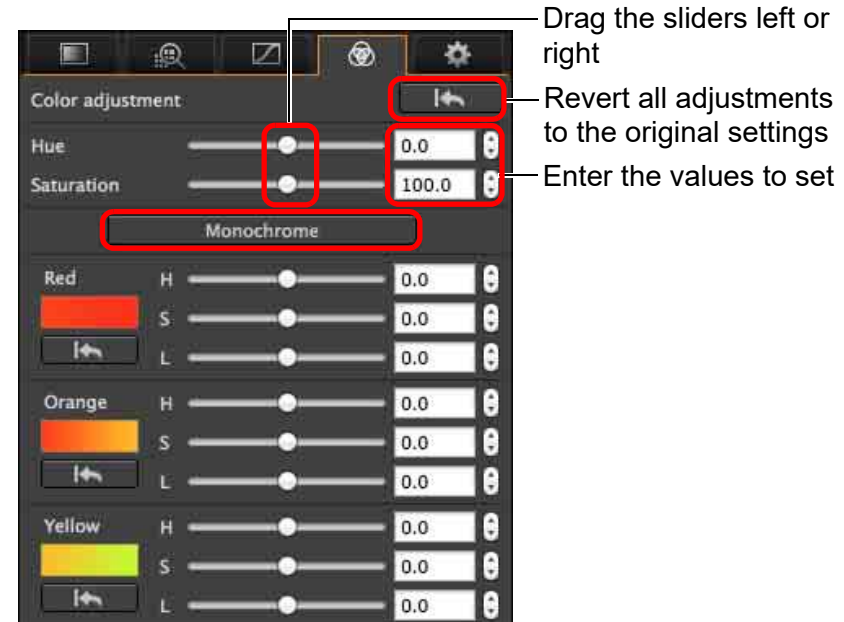 Drag the sliders left or
right
Color adjustment
Revert all adjustments
to the original settings
Hue 0.0
Enter the values to set
Saturation 100.0
Monochrome
Red H 0.0
S 0.0
L 0.0
Orange H 0.0
S 0.0
L 0.0
Yellow H 0.0
S 0.0
L 0.0